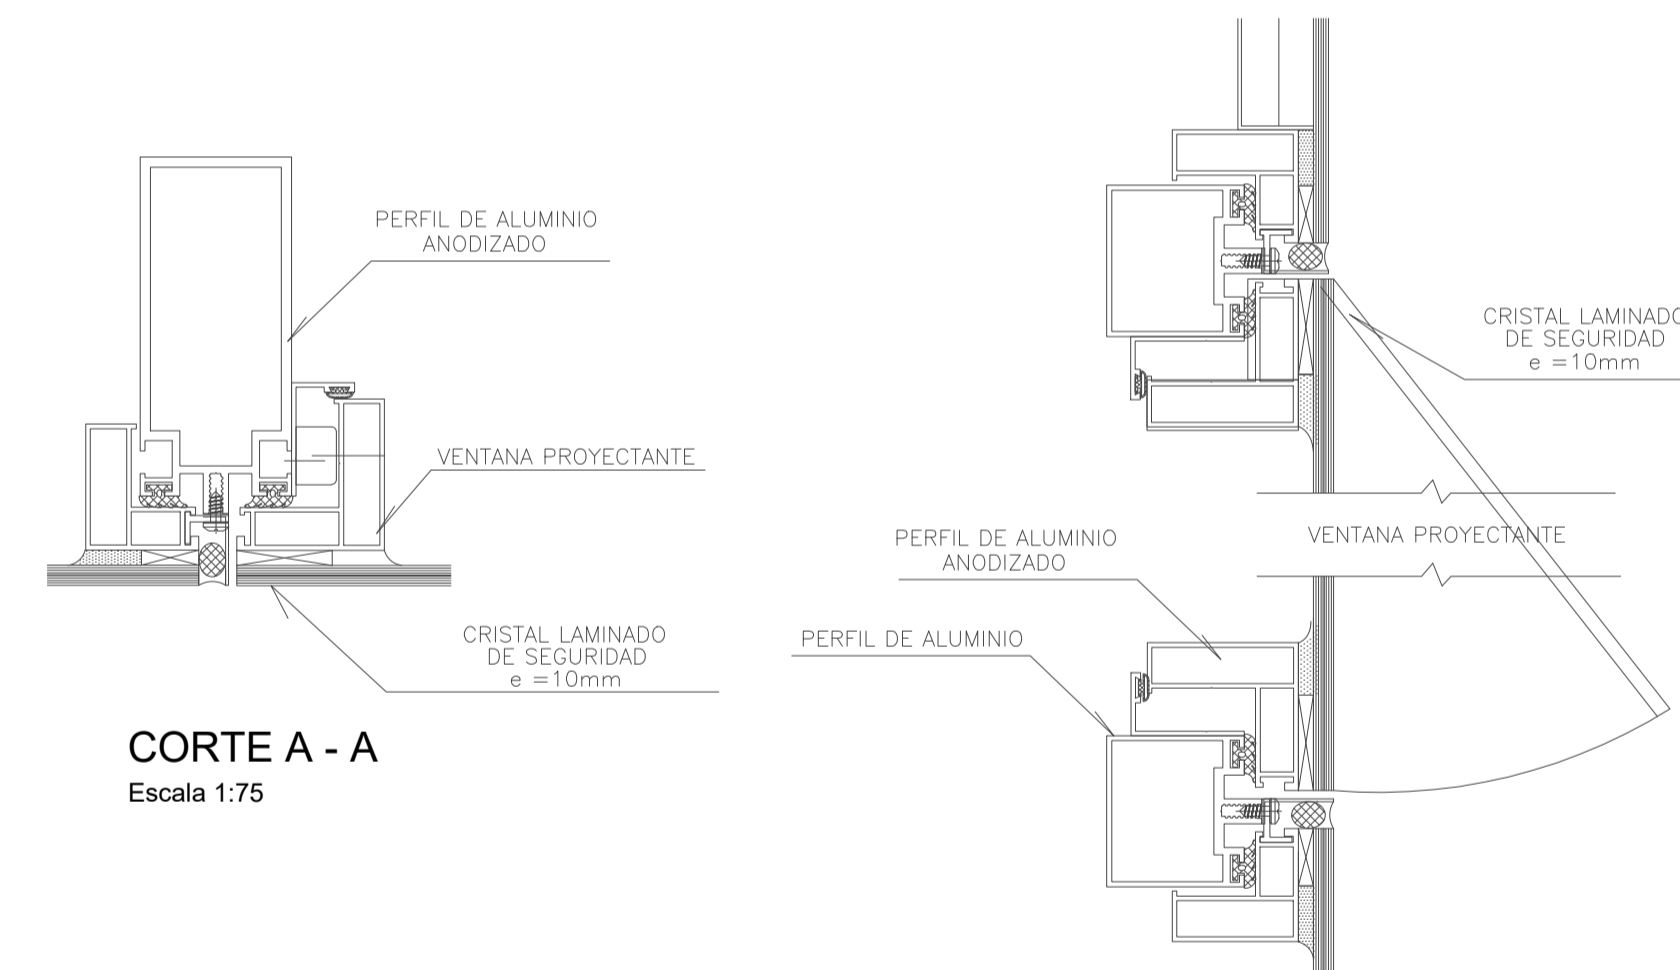 PERFIL DE ALUMINIO
ANODIZADO
VENTANA PROYECTANTE
CRISTAL LAMINADO
DE SEGURIDAD
e =10mm
CORTE A - A
Escala 1:75
CRISTAL LAMINADO
DE SEGURIDAD
e =10mm
VENTANA PROYECTANTE
PERFIL DE ALUMINIO
ANODIZADO
PERFIL DE ALUMINIO